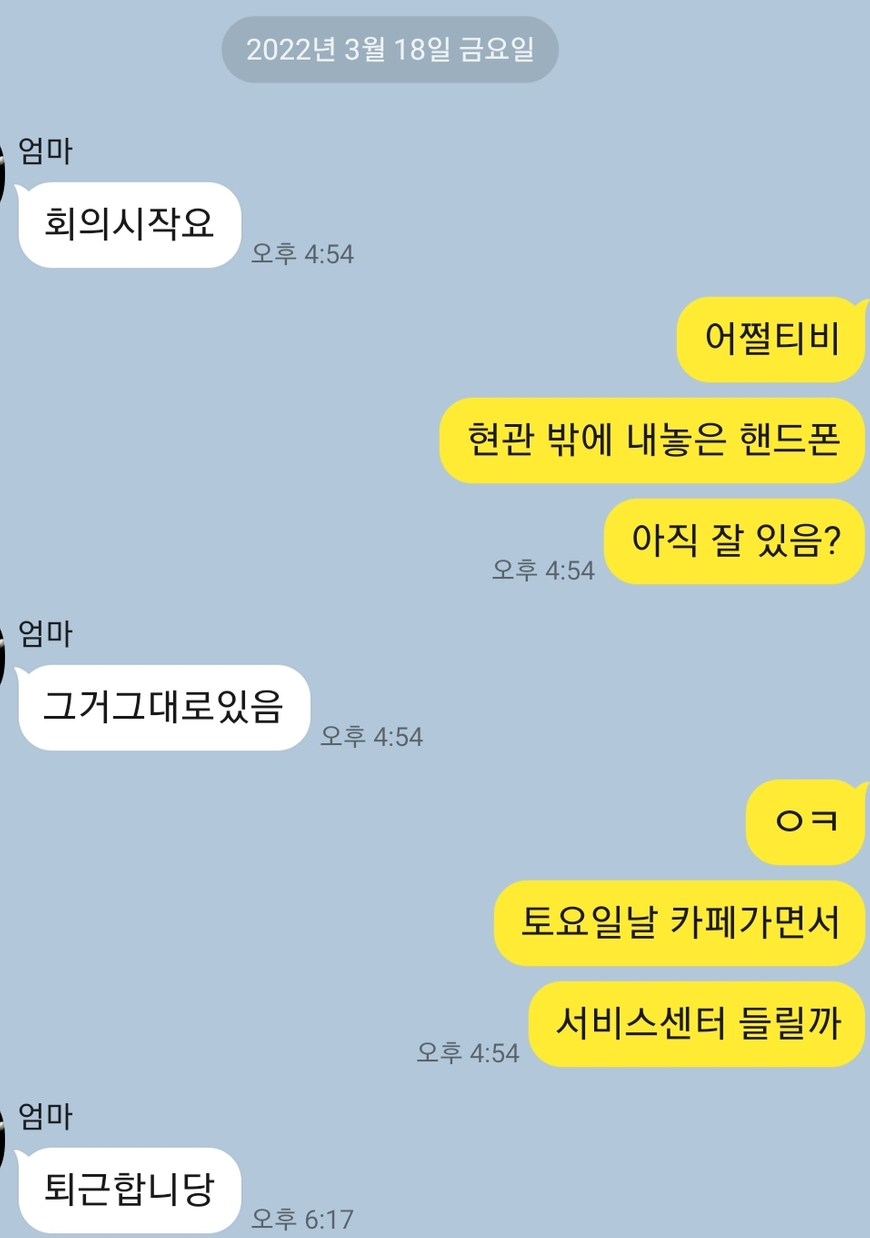 2022년 3월 18일 금요일
엄마
회의시작요
오후 4:54
어쩔티비
현관 밖에 내놓은 핸드폰
아직 잘 있음?
오후 4:54
엄마
그거그대로있음
오후 4:54
ㅇㅋ
토요일날 카페가면서
서비스센터 들릴까
오후 4:54
엄마
퇴근합니당
오후 6:17